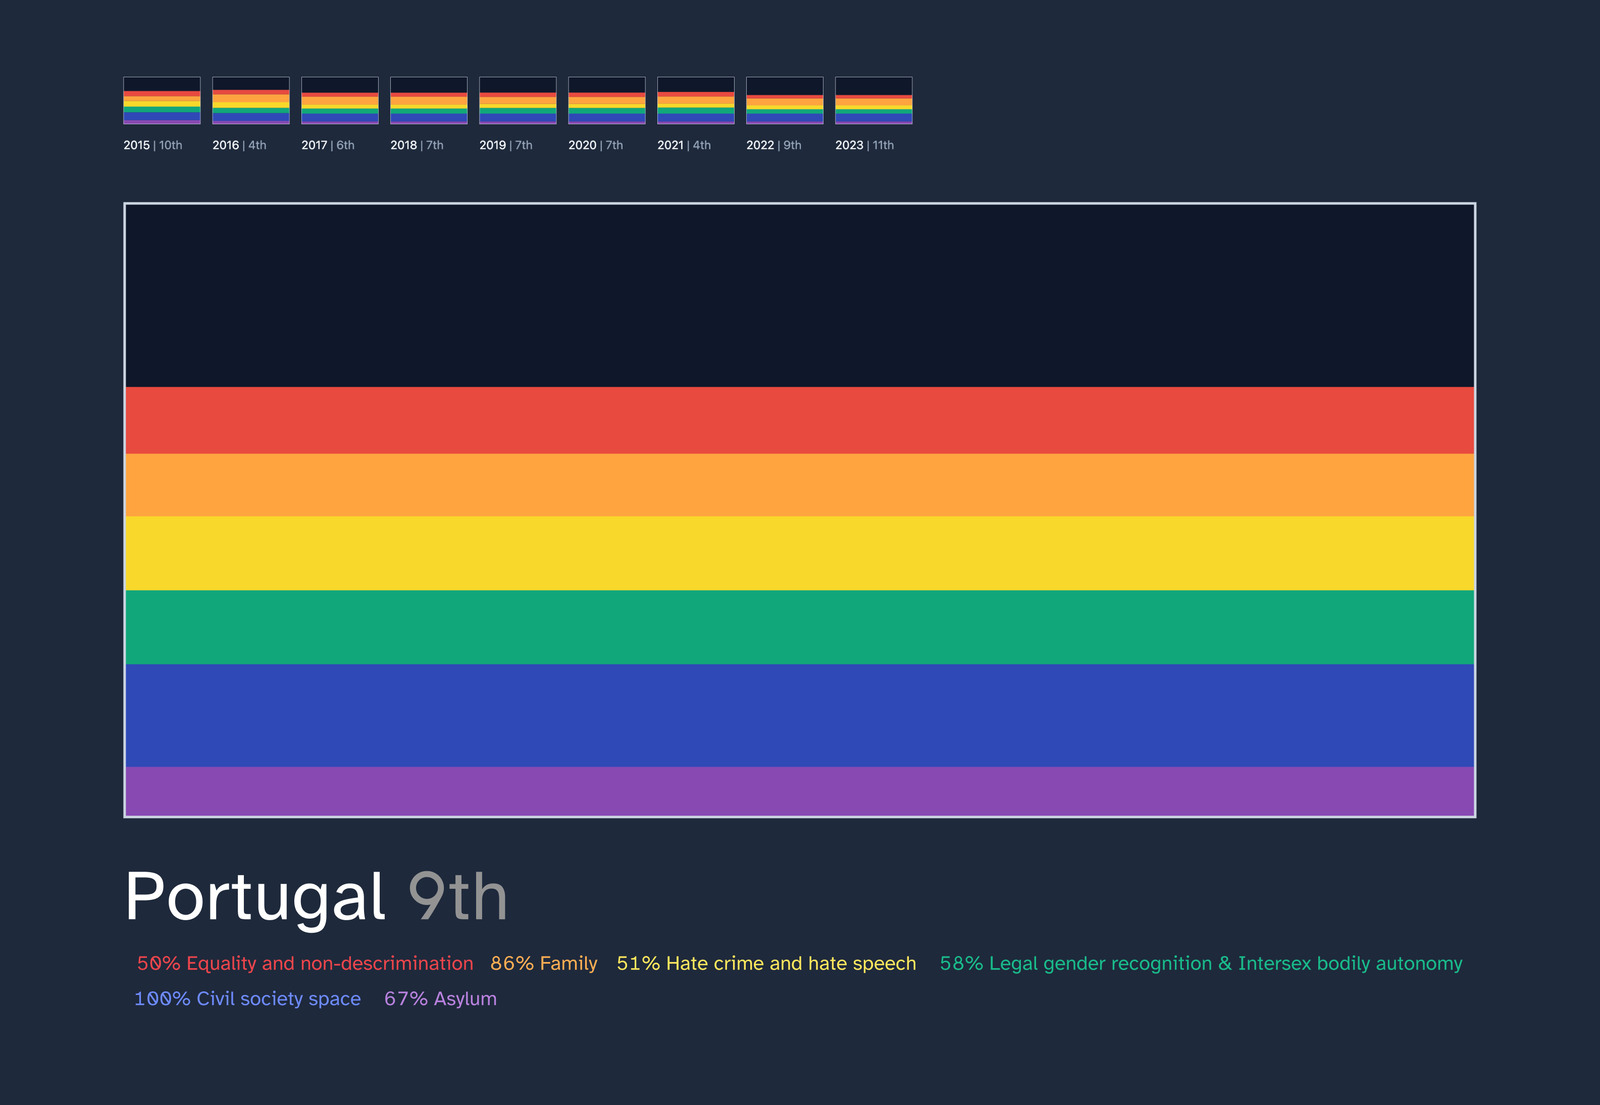 2015 | 10th 2016 | 4th 2017 | 6th 2018 | 7th 2019 | 7th 2020 | 7th 2021 | 4th 2022 | 9th 2023 | 11th
Portugal 9th
50% Equality and non-descrimination 86% Family 51% Hate crime and hate speech 58% Legal gender recognition & Intersex bodily autonomy
100% Civil society space 67% Asylum